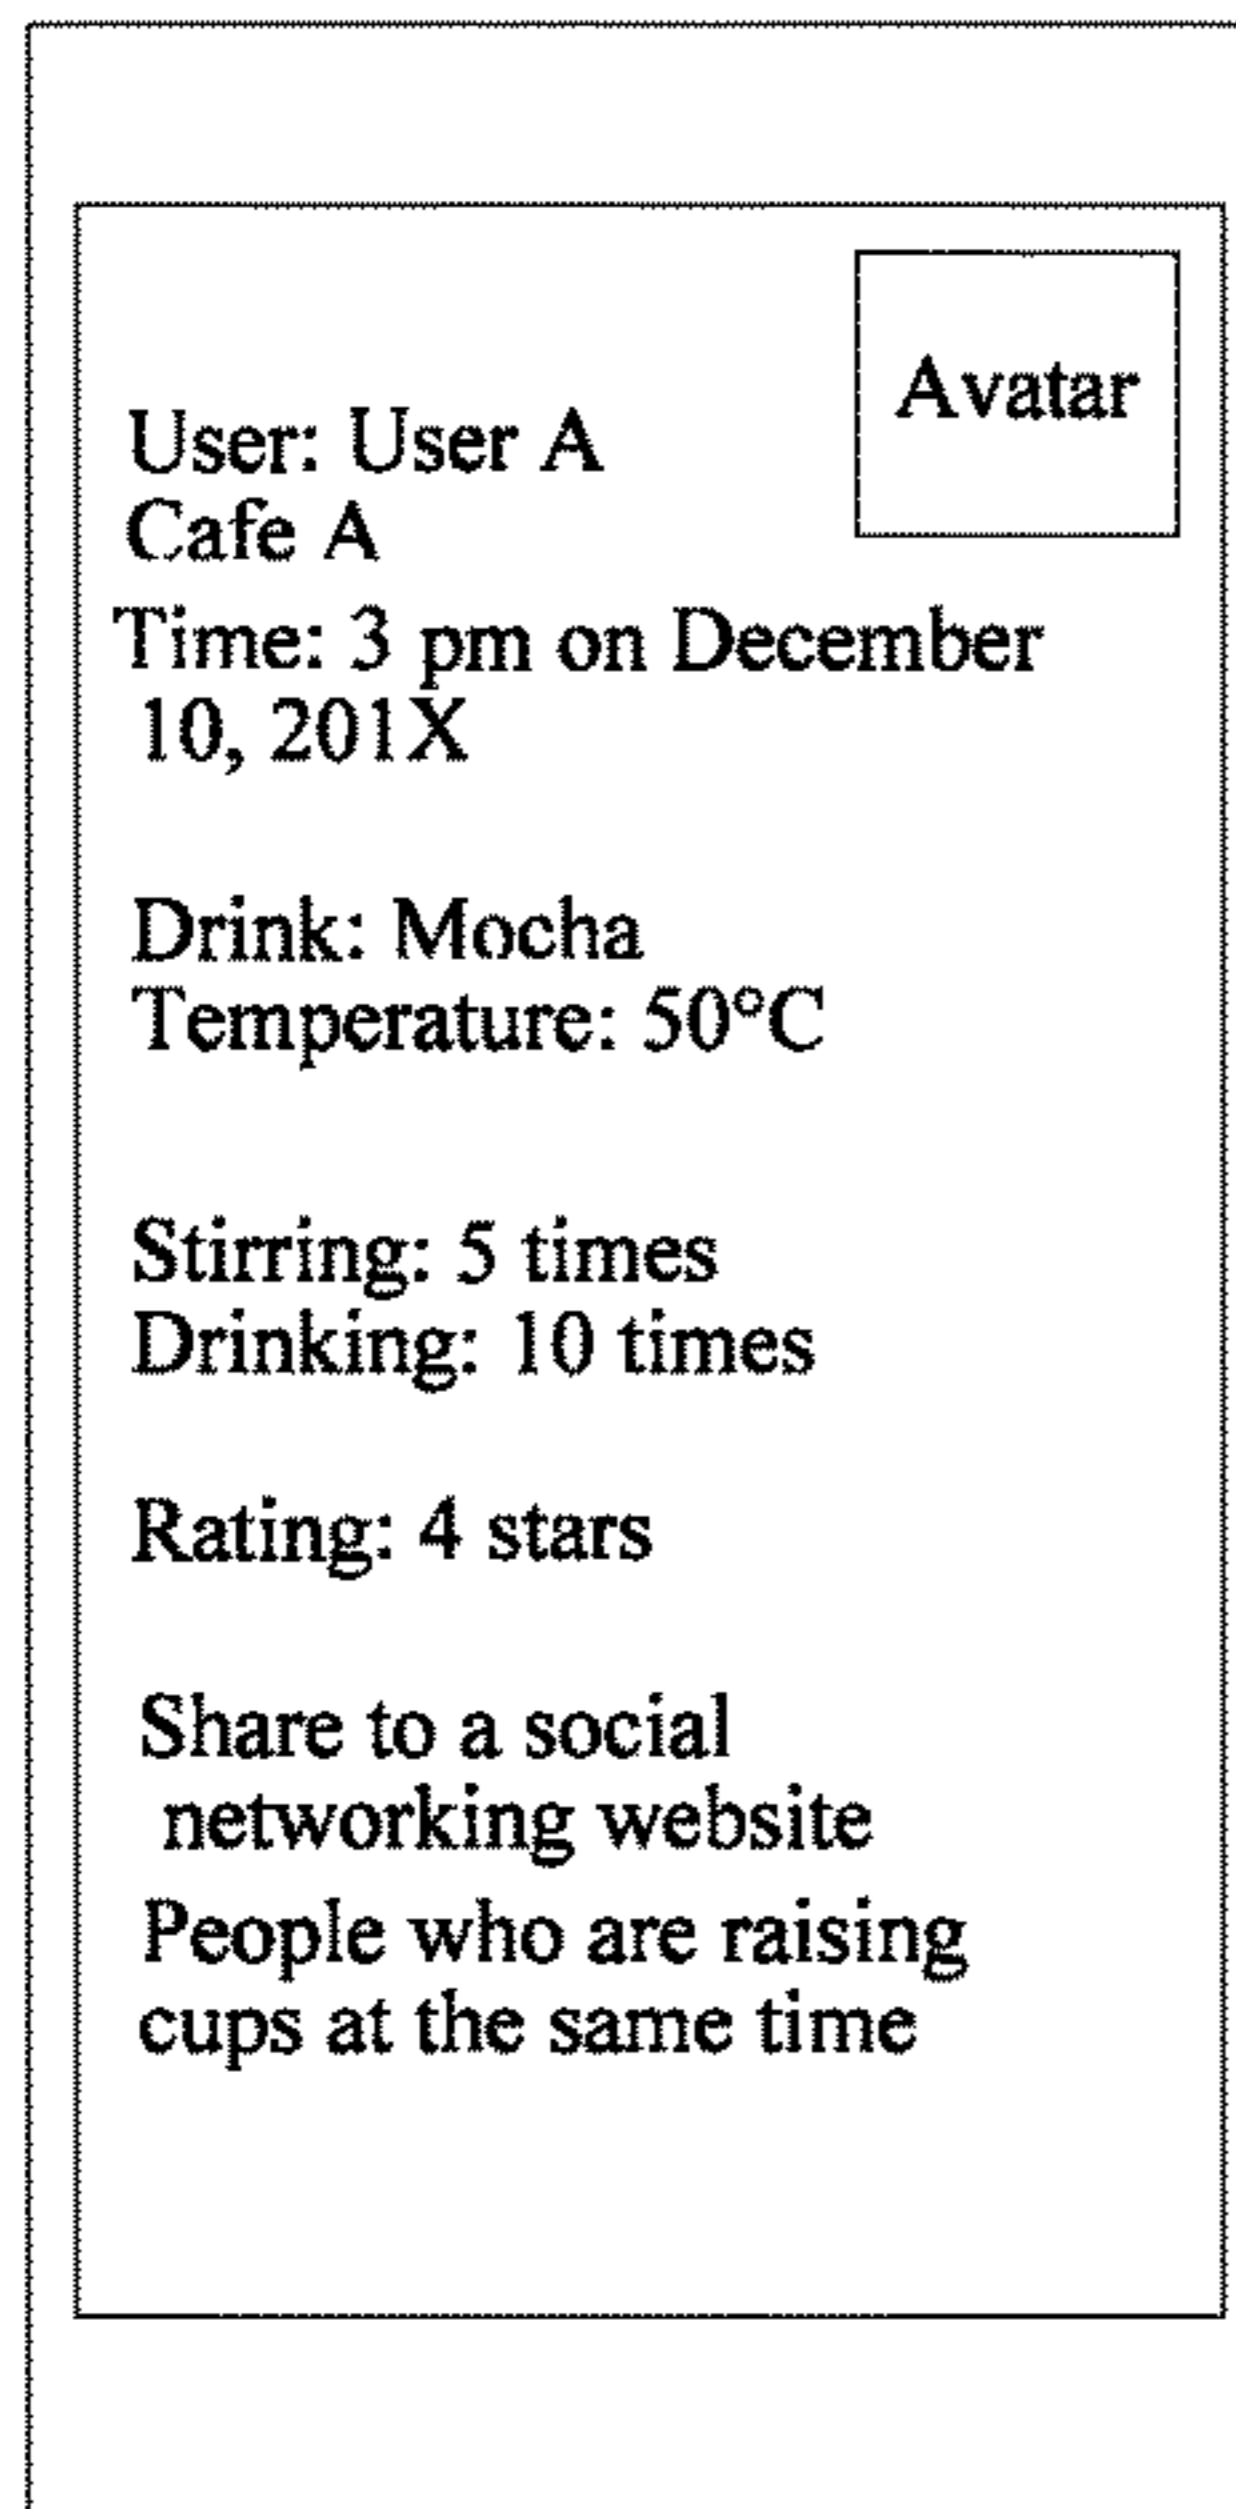 Avatar
User: User A
Cafe A
Time: 3 pm on December
10, 201X
Drink: Mocha
Temperature: 50°C
Stirring: 5 times
Drinking: 10 times
Rating: 4 stars
Share to a social
networking website
People who are raising
cups at the same time